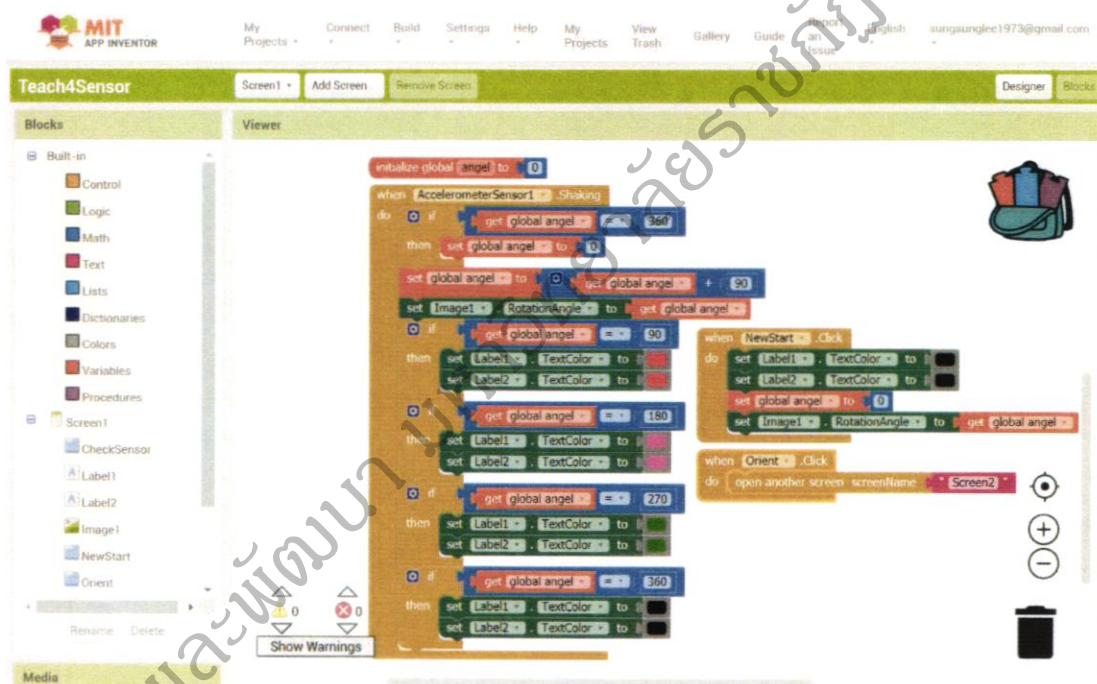 MIT
APP INVENTOR
My Projects
Connect
Build
Settings
Help
My Projects
View Trash
Gallery
Guide
Report an Issue
English
sungsunglee1973@gmail.com
Teach4Sensor
Screen1
Add Screen
Remove Screen
Designer
Blocks
Blocks
Viewer
Built-in
Control
Logic
Math
Text
Lists
Dictionaries
Colors
Variables
Procedures
Screen1
CheckSensor
Label1
Label2
Image1
NewStart
Orient
Rename Delete
Media
initialize global angel to 0
when AccelerometerSensor1 .Shaking
do if get global angel = 360
then set global angel to 0
set global angel to get global angel + 90
set Image1 . RotationAngle to get global angel
if get global angel = 90
then set Label1 . TextColor to
set Label2 . TextColor to
if get global angel = 180
then set Label1 . TextColor to
set Label2 . TextColor to
if get global angel = 270
then set Label1 . TextColor to
set Label2 . TextColor to
if get global angel = 360
then set Label1 . TextColor to
set Label2 . TextColor to
when NewStart .Click
do set Label1 . TextColor to
set Label2 . TextColor to
set global angel to 0
set Image1 . RotationAngle to get global angel
when Orient .Click
do open another screen screenName " Screen2 "
0 0
Show Warnings